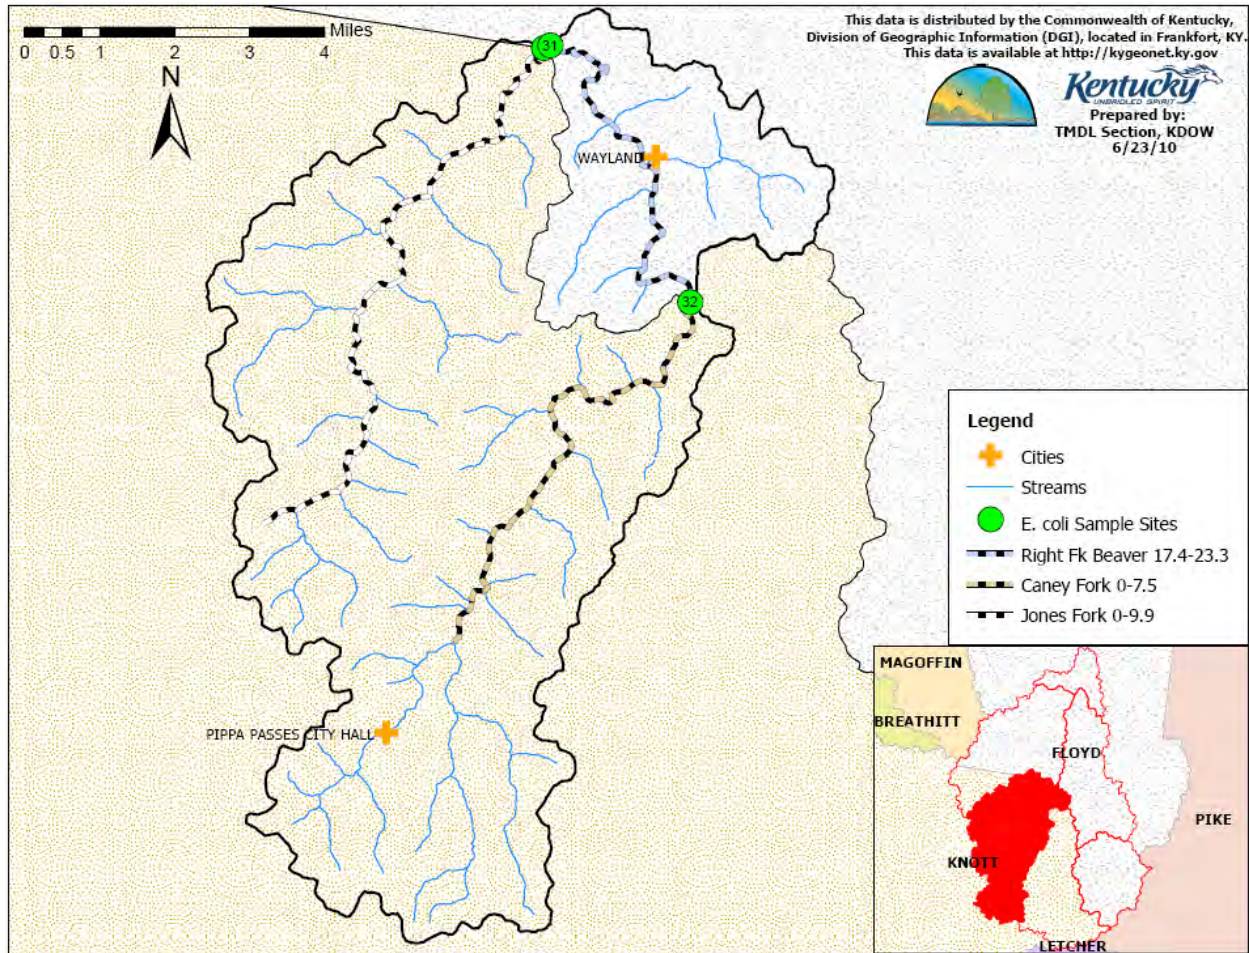 This data is distributed by the Commonwealth of Kentucky,
Division of Geographic Information (DGI), located in Frankfort, KY.
This data is available at http://kygeonet.ky.gov
Kentucky
UNBRIDLED SPIRIT
Prepared by:
TMDL Section, KDOW
6/23/10
Miles
0 0.5 1 2 3 4
N
31
WAYLAND
32
PIPPA PASSES CITY HALL
Legend
Cities
Streams
E. coli Sample Sites
Right Fk Beaver 17.4-23.3
Caney Fork 0-7.5
Jones Fork 0-9.9
MAGOFFIN
BREATHITT
FLOYD
PIKE
KNOTT
LETCHER